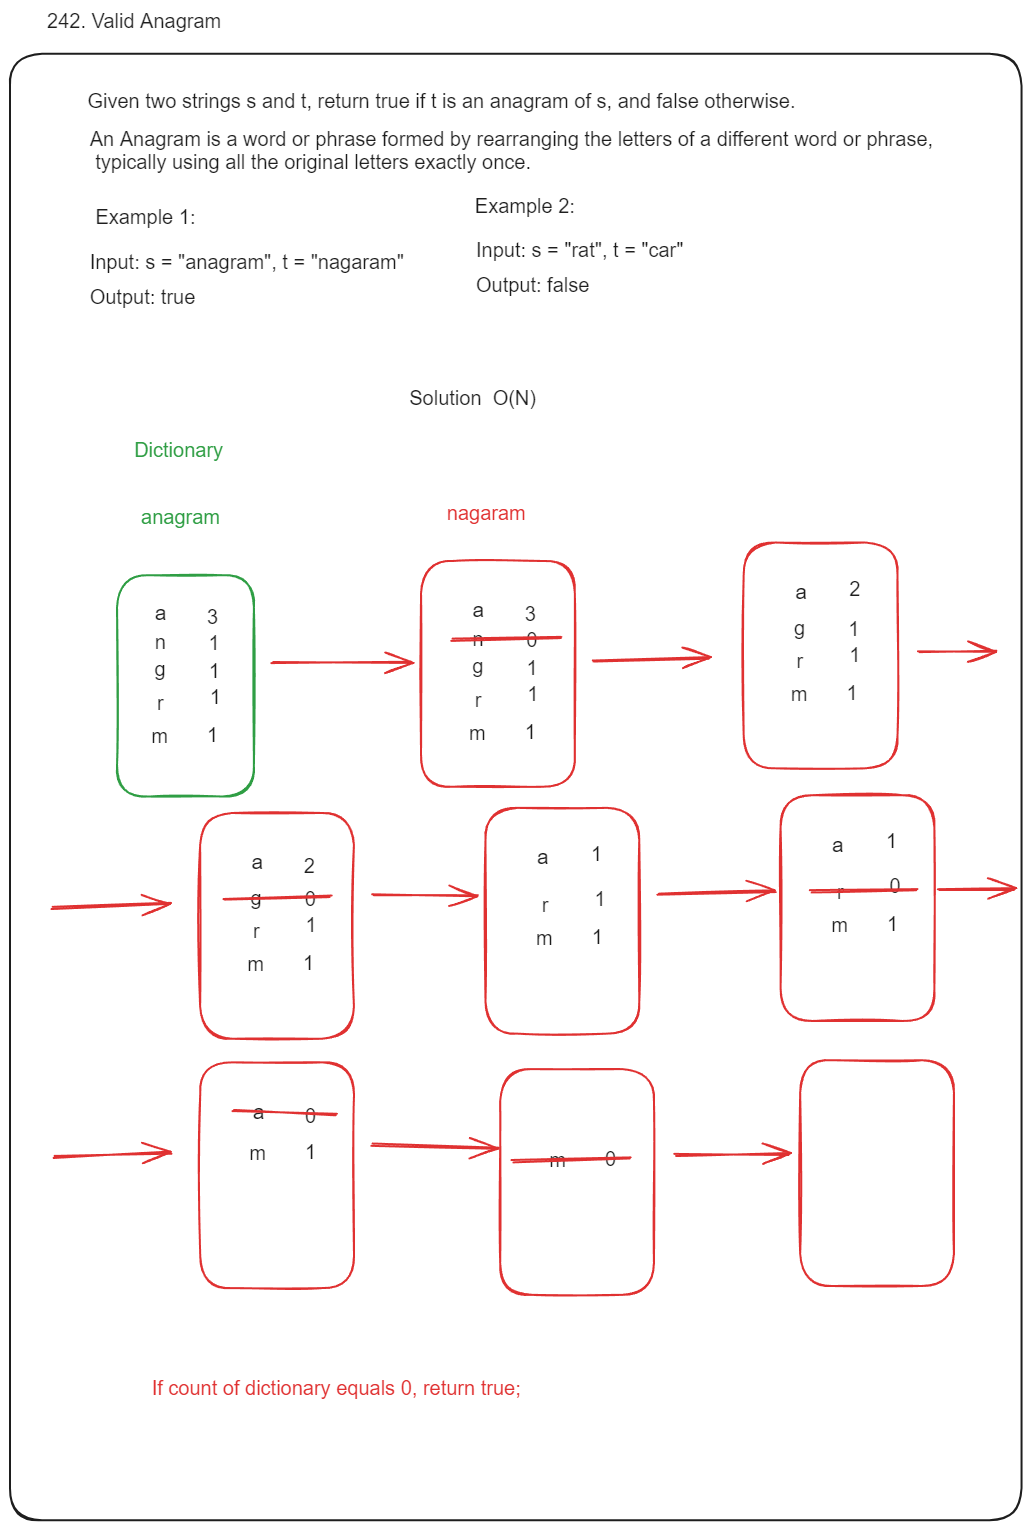 242. Valid Anagram
Given two strings s and t, return true if t is an anagram of s, and false otherwise.
An Anagram is a word or phrase formed by rearranging the letters of a different word or phrase,
typically using all the original letters exactly once.
Example 1:
Input: s = "anagram", t = "nagaram"
Output: true
Example 2:
Input: s = "rat", t = "car"
Output: false
Solution  O(N)
Dictionary
anagram
nagaram
a 3
n 1
g 1
r 1
m 1
a 3
n 0
g 1
r 1
m 1
a 2
g 1
r 1
m 1
a 2
g 0
r 1
m 1
a 1
r 1
m 1
a 1
r 0
m 1
a 0
m 1
m 0
If count of dictionary equals 0, return true;